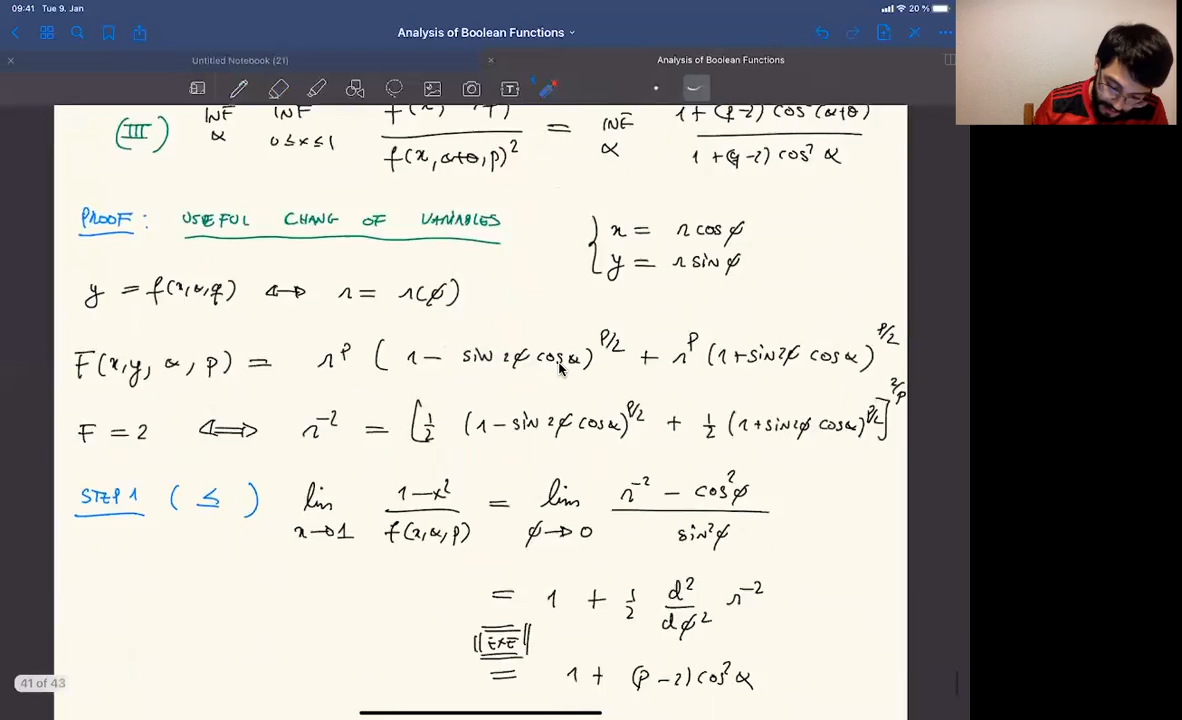 09:41 Tue 9. Jan 20 %
Analysis of Boolean Functions
Untitled Notebook (21) Analysis of Boolean Functions
(III) INF α INF 0≤x≤1 / f(x, α+θ, p)² = INF α 1+(q-2) cos²(α+θ) / 1+(q-2) cos² α
PROOF: USEFUL CHANG OF VARIABLES { x = r cos ϕ
y = r sin ϕ
y = f(x,α,q) ⟺ r = r(ϕ)
F(x,y, α, p) = r^p (1 - sin 2ϕ cos α)^{p/2} + r^p (1+sin 2ϕ cos α)^{p/2}
F = 2 ⟺ r^{-2} = [½ (1-sin 2ϕ cos α)^{p/2} + ½ (1+sin 2ϕ cos α)^{p/2}]^{2/p}
STEP 1 (≤) lim x→1 1-x² / f(x,α,p) = lim ϕ→0 r^{-2} - cos²ϕ / sin²ϕ
= 1 + ½ d²/dϕ² r^{-2}
EXE
= 1 + (p-2) cos² α
41 of 43